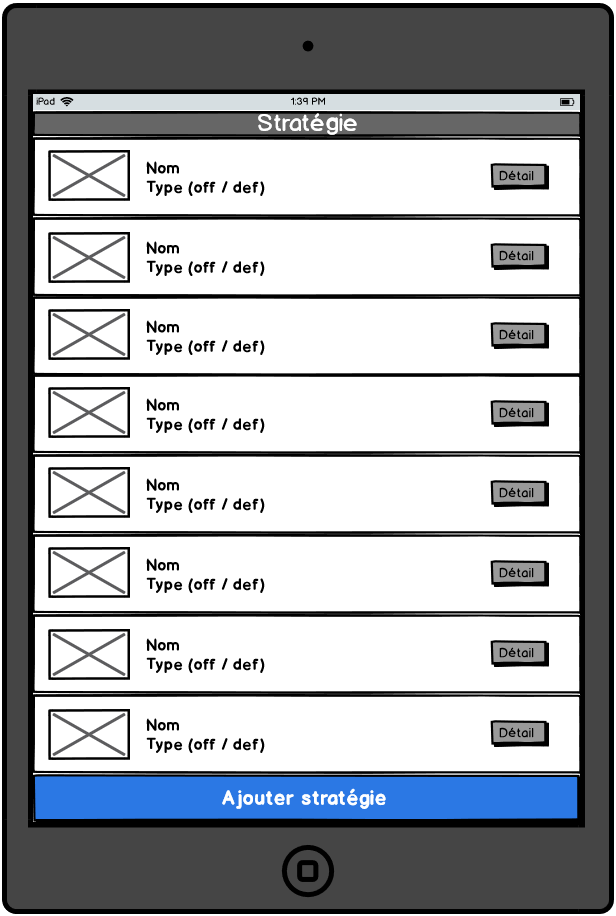 iPad
1:39 PM
Stratégie
Nom
Type (off / def)
Détail
Nom
Type (off / def)
Détail
Nom
Type (off / def)
Détail
Nom
Type (off / def)
Détail
Nom
Type (off / def)
Détail
Nom
Type (off / def)
Détail
Nom
Type (off / def)
Détail
Nom
Type (off / def)
Détail
Ajouter stratégie